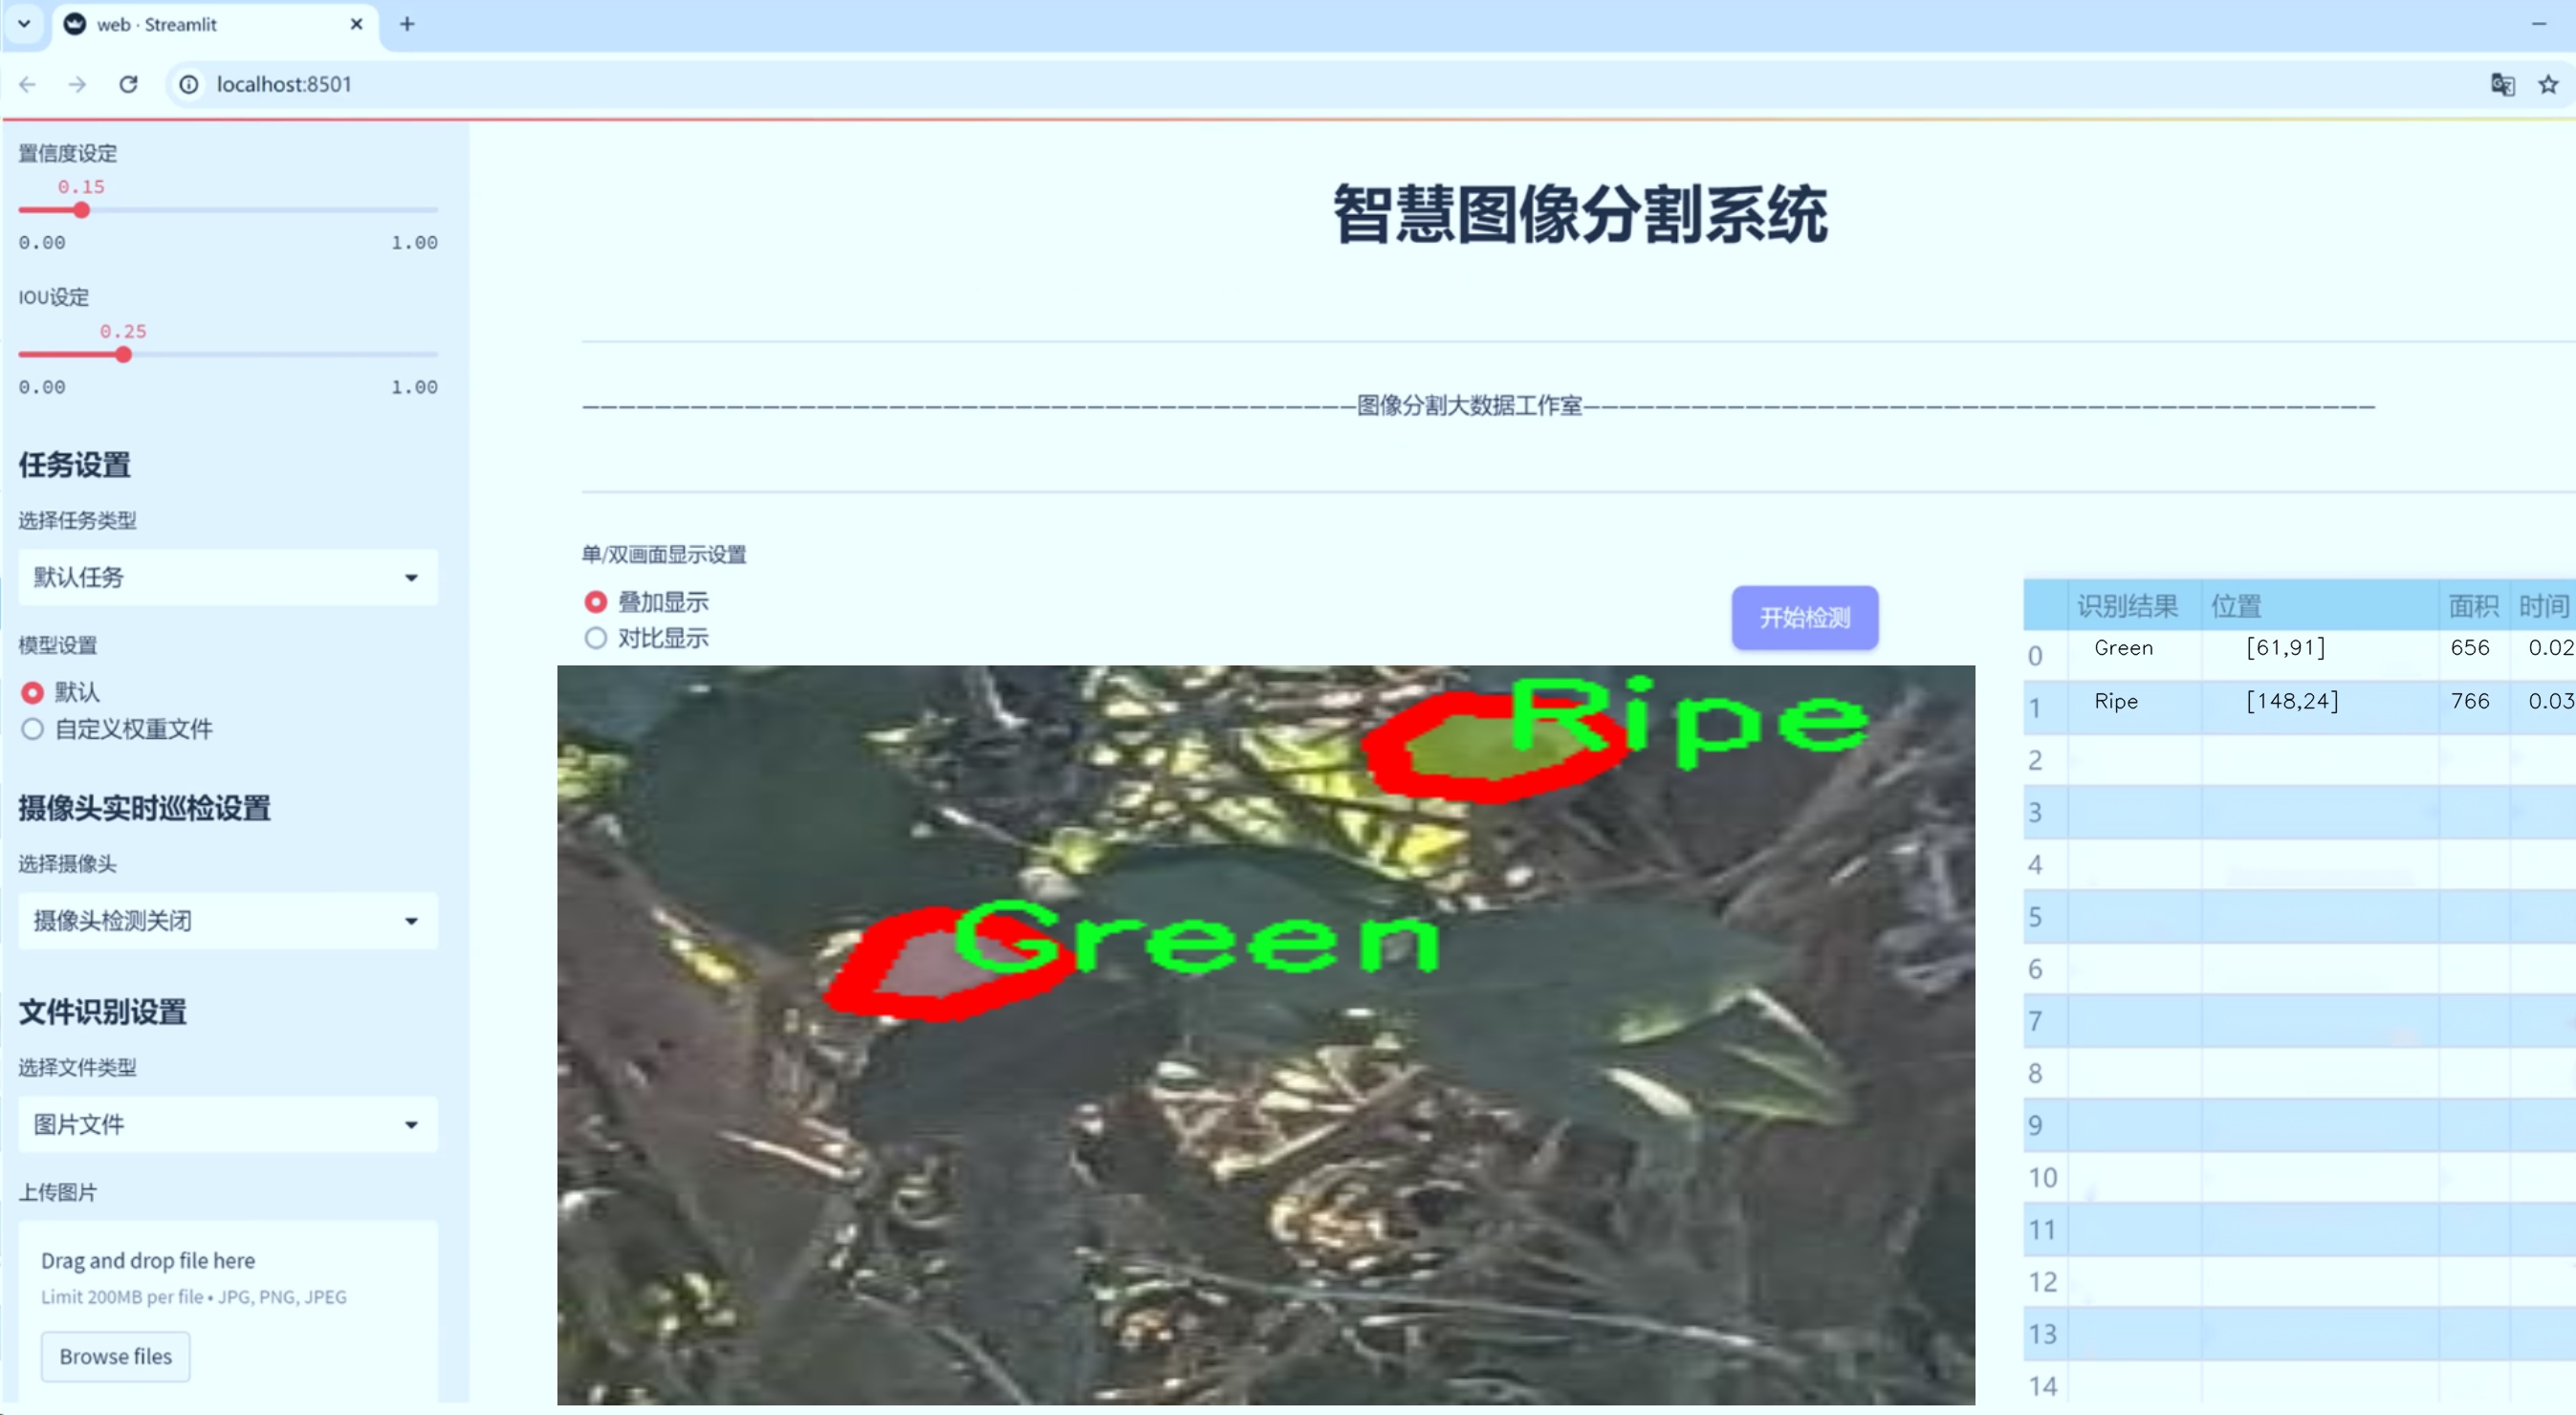 web · Streamlit
localhost:8501
置信度设定
0.15
0.00 1.00
IOU设定
0.25
0.00 1.00
任务设置
选择任务类型
默认任务
模型设置
默认
自定义权重文件
摄像头实时巡检设置
选择摄像头
摄像头检测关闭
文件识别设置
选择文件类型
图片文件
上传图片
Drag and drop file here
Limit 200MB per file • JPG, PNG, JPEG
Browse files
智慧图像分割系统
图像分割大数据工作室
单/双画面显示设置
叠加显示
对比显示
开始检测
Ripe
Green
识别结果 位置 面积 时间
0 Green [61,91] 656 0.02
1 Ripe [148,24] 766 0.03
2
3
4
5
6
7
8
9
10
11
12
13
14